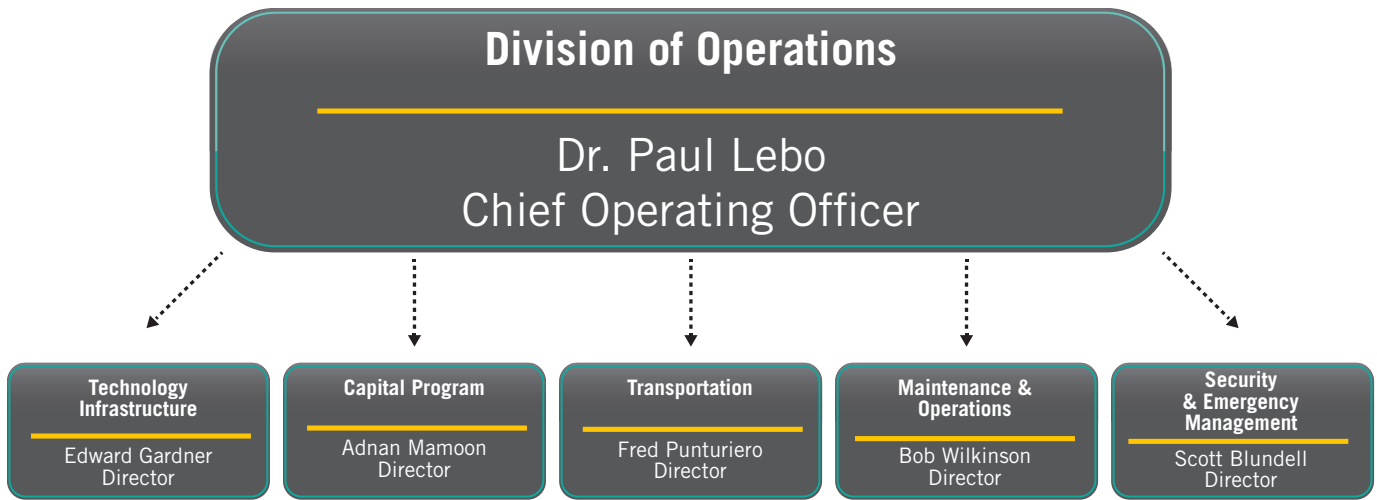 Division of Operations
Dr. Paul Lebo
Chief Operating Officer
Technology
Infrastructure
Edward Gardner
Director
Capital Program
Adnan Mamoon
Director
Transportation
Fred Punturiero
Director
Maintenance &
Operations
Bob Wilkinson
Director
Security
& Emergency
Management
Scott Blundell
Director